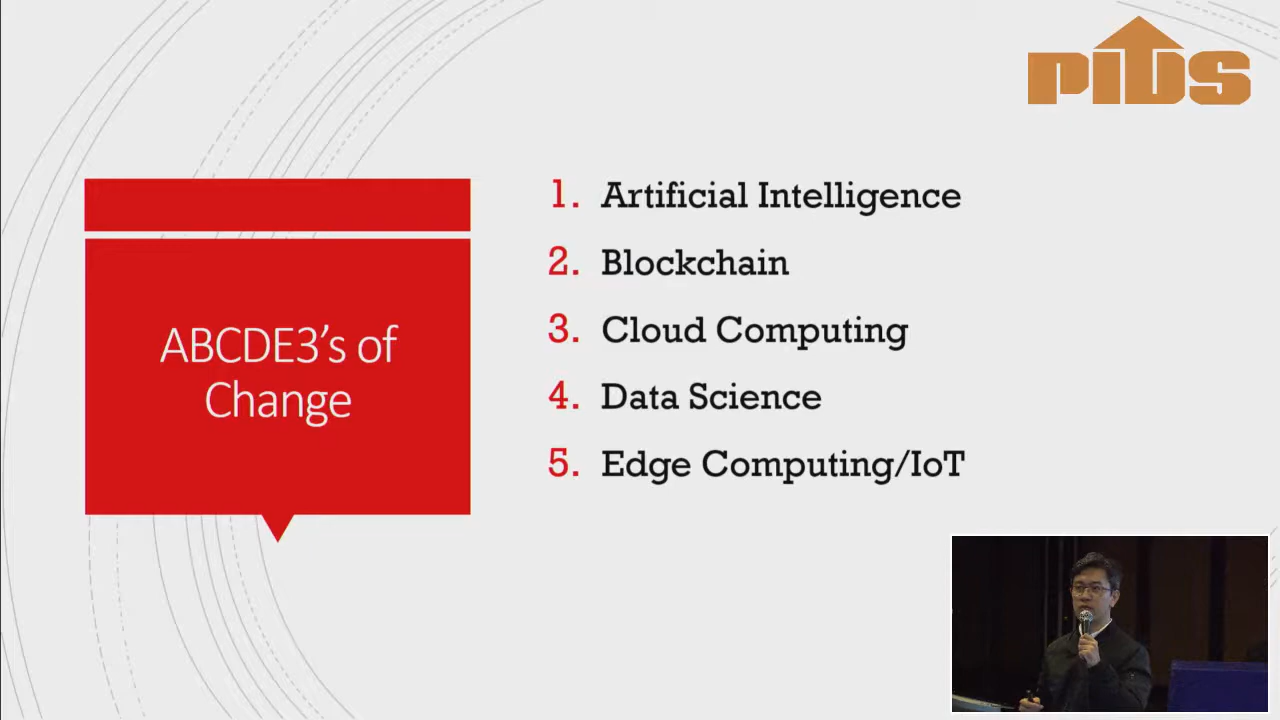 PIDS
ABCDE3’s of
Change
1. Artificial Intelligence
2. Blockchain
3. Cloud Computing
4. Data Science
5. Edge Computing/IoT